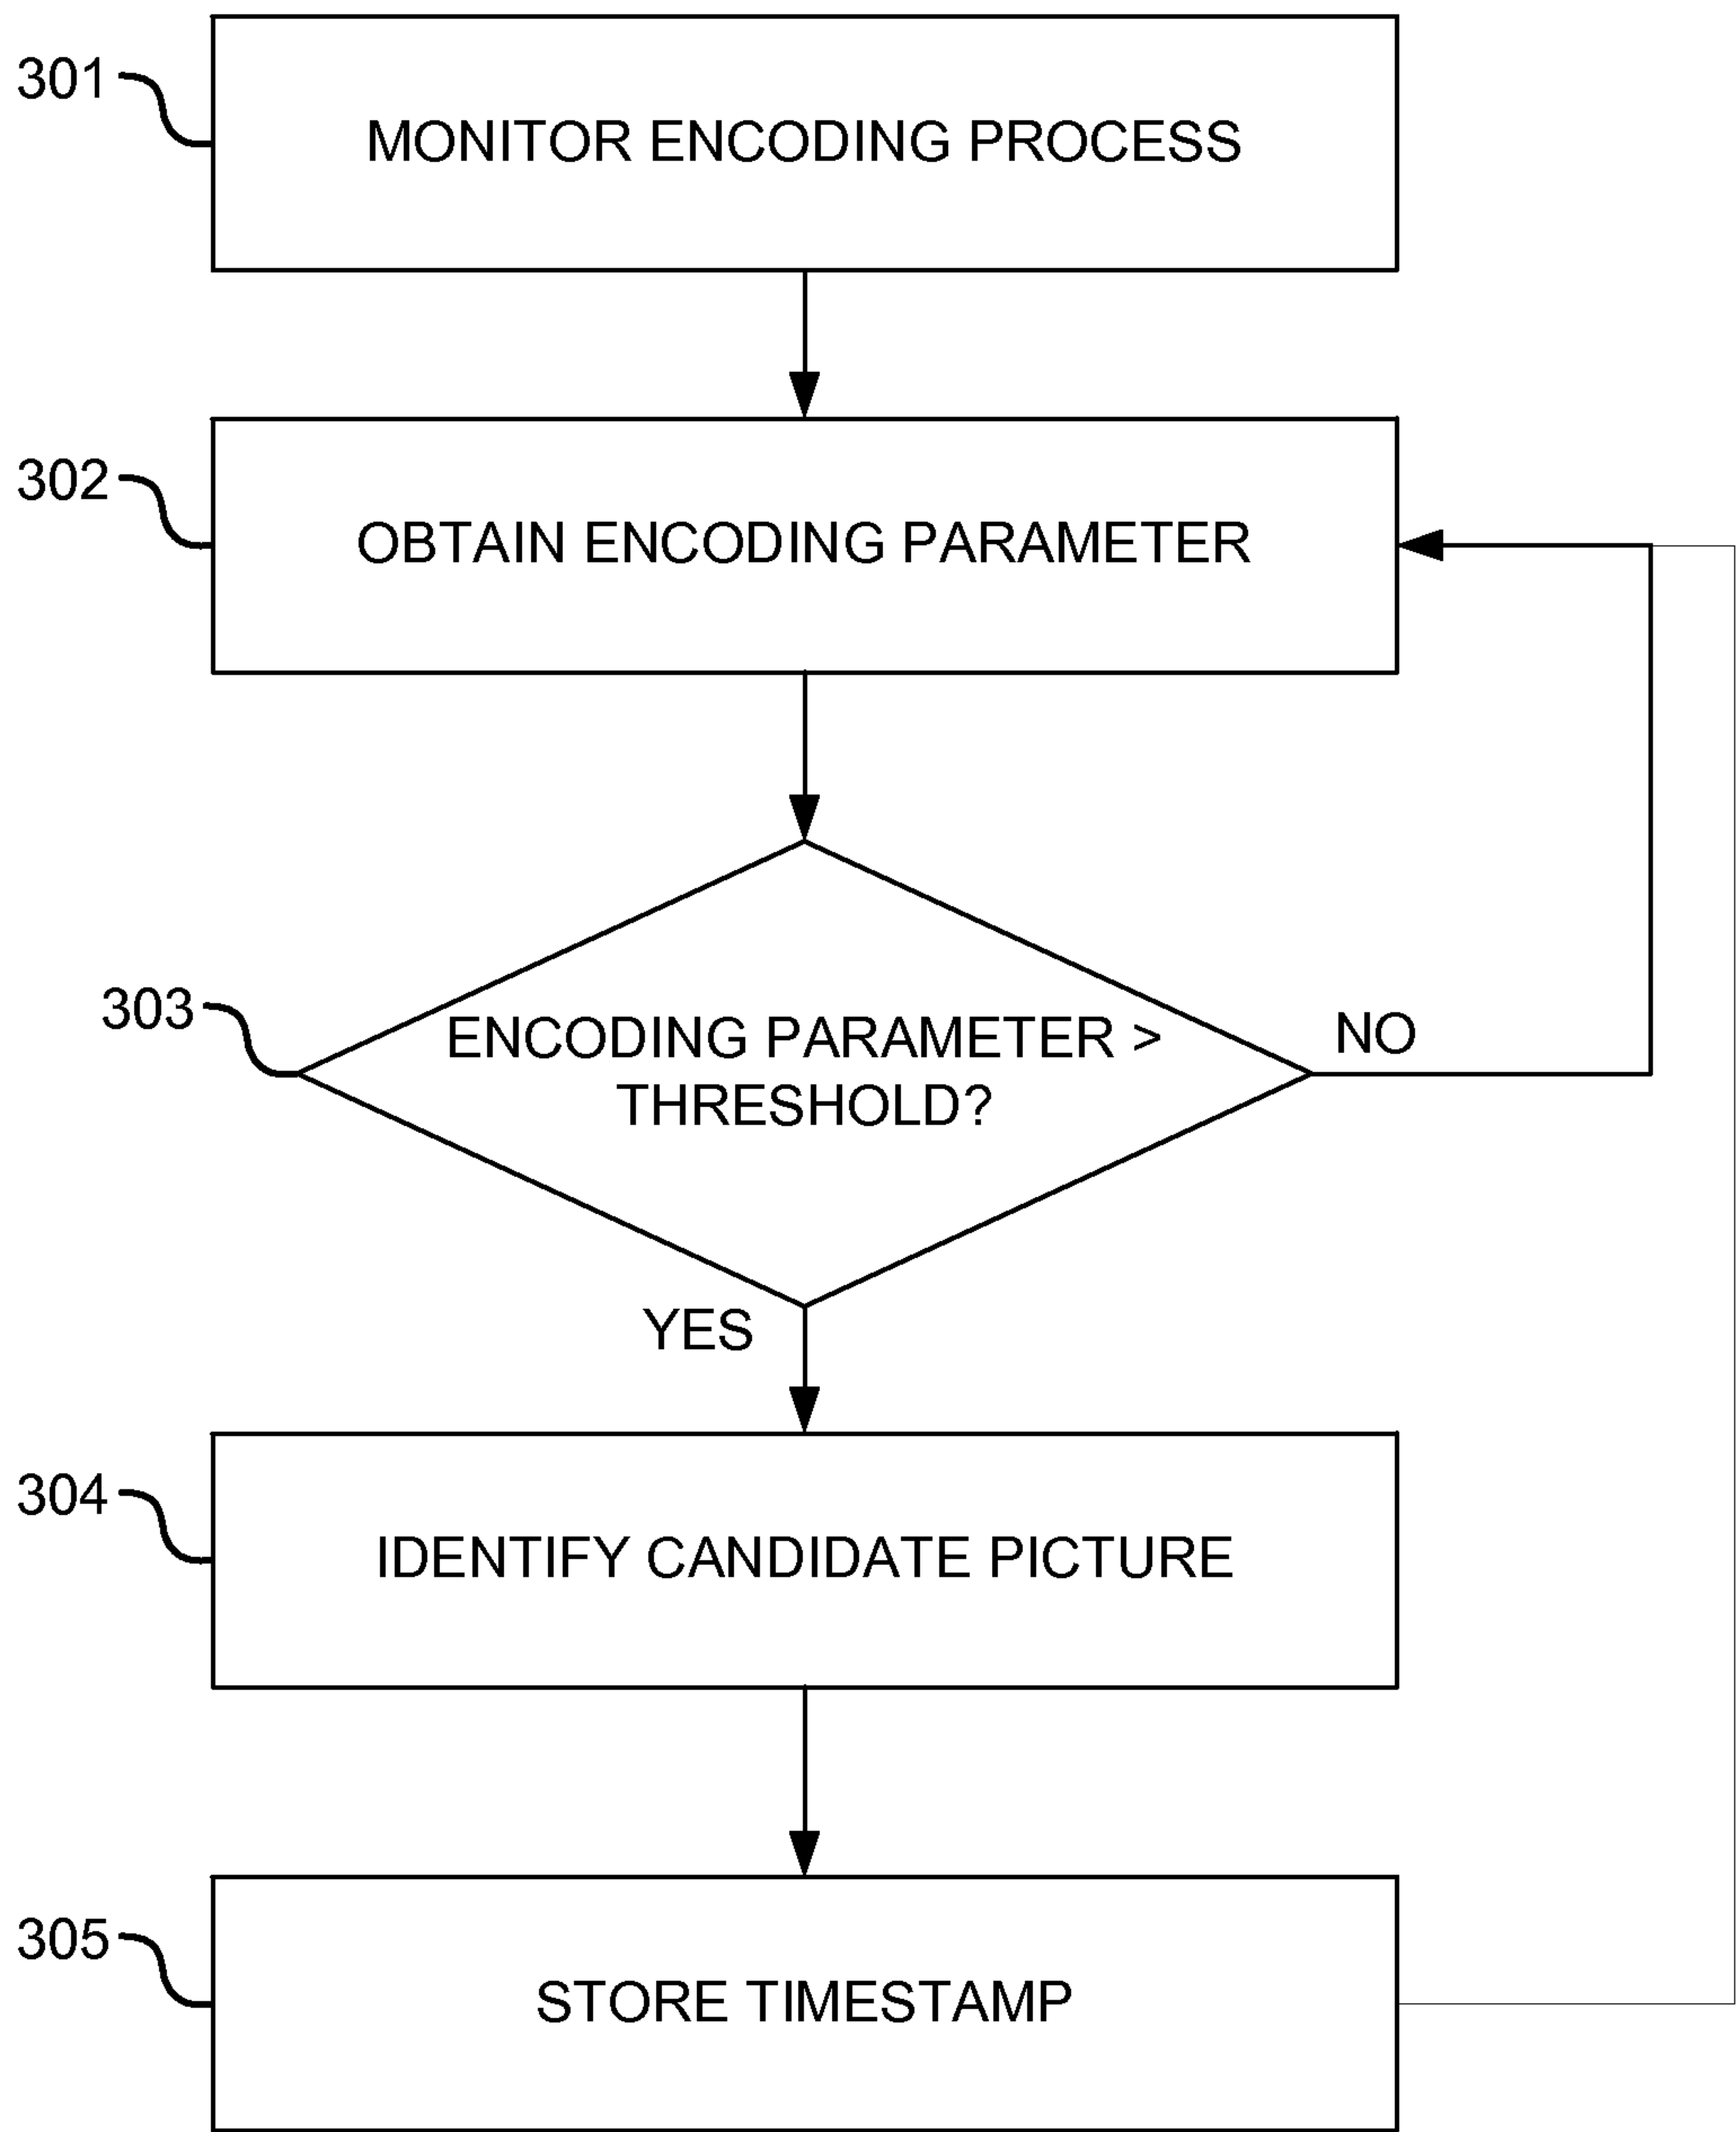 301
MONITOR ENCODING PROCESS
302
OBTAIN ENCODING PARAMETER
303
ENCODING PARAMETER >
THRESHOLD?
NO
YES
304
IDENTIFY CANDIDATE PICTURE
305
STORE TIMESTAMP